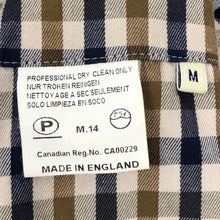 PROFESSIONAL DRY CLEAN ONLY
NUR TROKEN REINIGEN
NETTOYAGE A SEC SEULEMENT
SOLO LIMPIEZA EN SOCO
M
P
M.14
Canadian Reg.No. CA00229
MADE IN ENGLAND